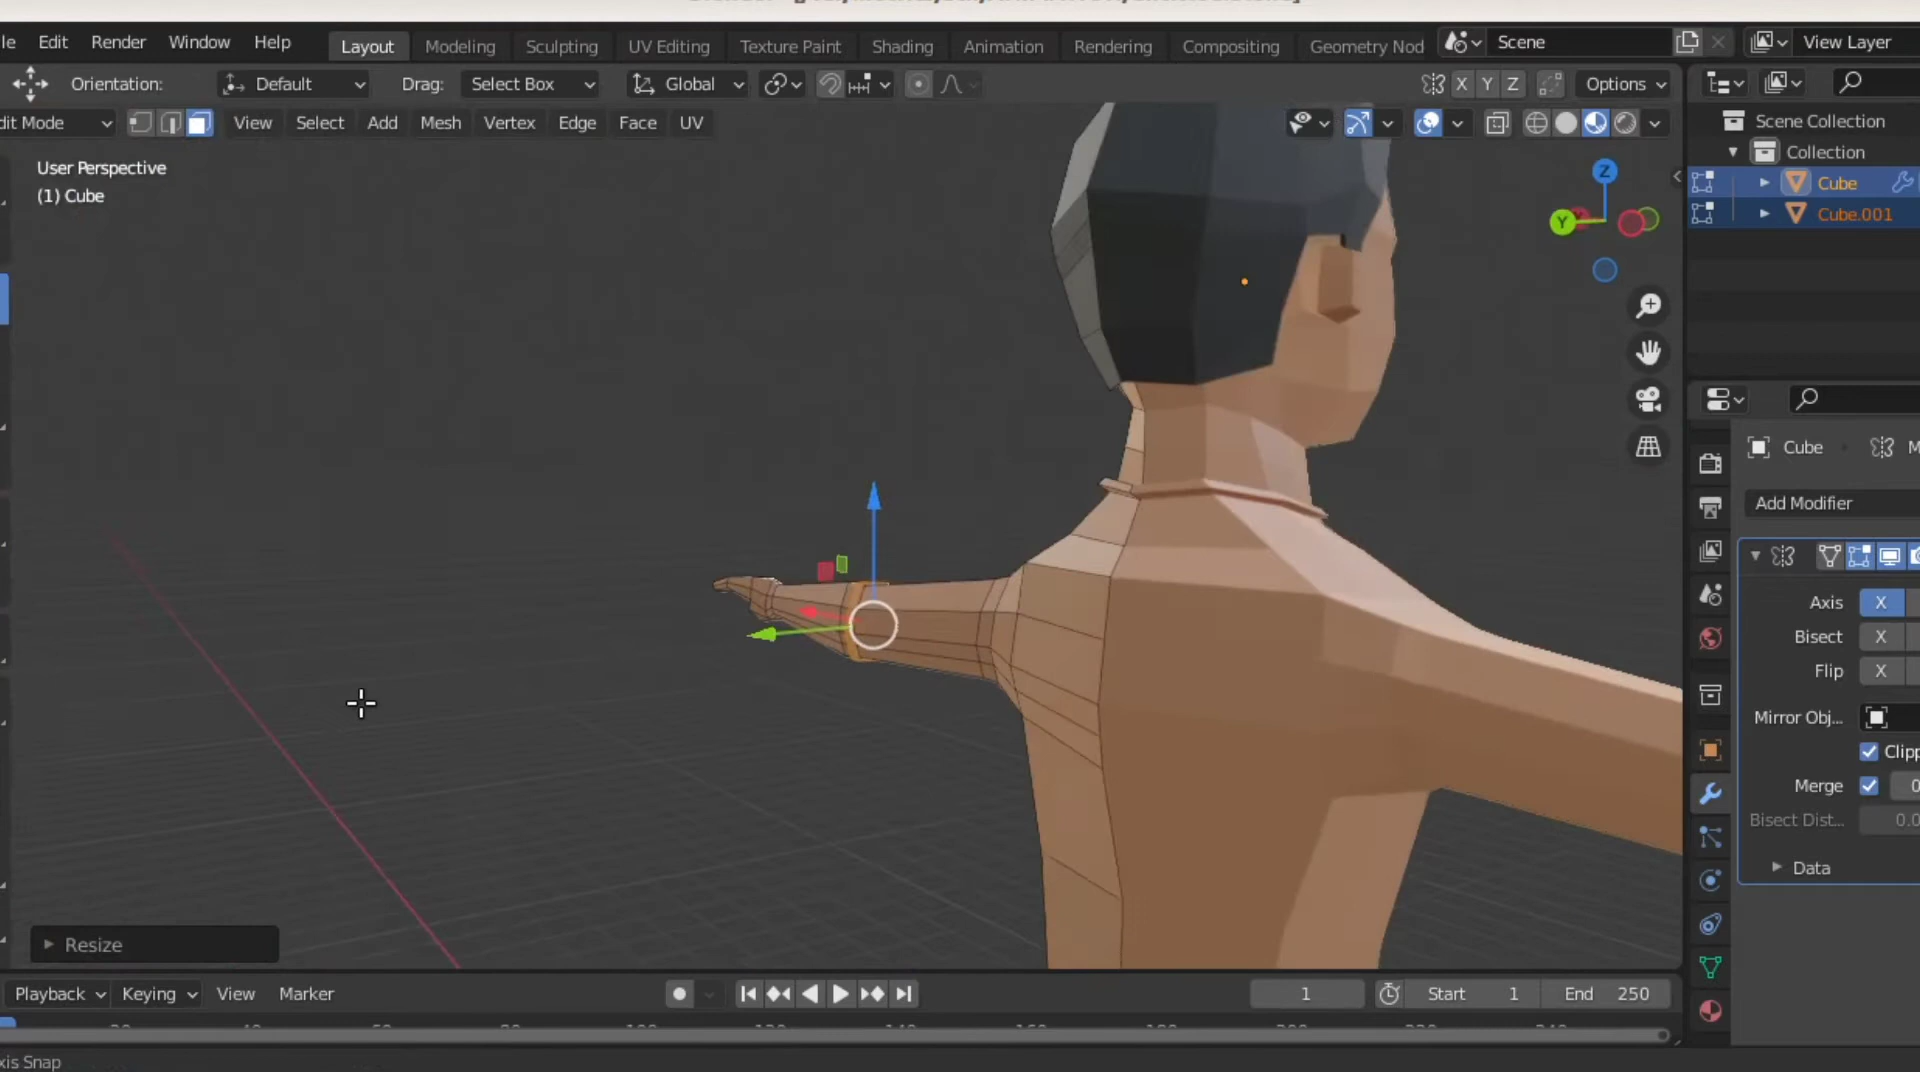 le Edit Render Window Help Layout Modeling Sculpting UV Editing Texture Paint Shading Animation Rendering Compositing Geometry Nod Scene View Layer
Orientation: Default Drag: Select Box Global X Y Z Options
dit Mode View Select Add Mesh Vertex Edge Face UV
Scene Collection
Collection
Cube
Cube.001
User Perspective
(1) Cube
Z
Y
Cube M
Add Modifier
Axis X
Bisect X
Flip X
Mirror Obj...
Clipp
Merge 0
Bisect Dist... 0.0
Data
Resize
Playback Keying View Marker 1 Start 1 End 250
xis Snap